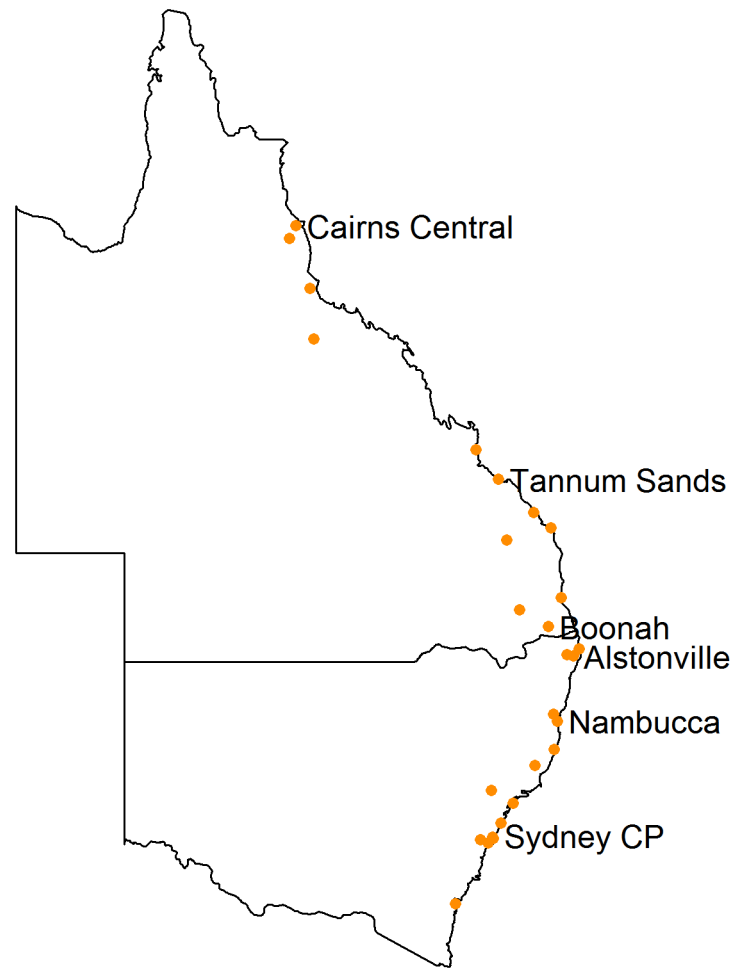 Cairns Central
Tannum Sands
Boonah
Alstonville
Nambucca
Sydney CP